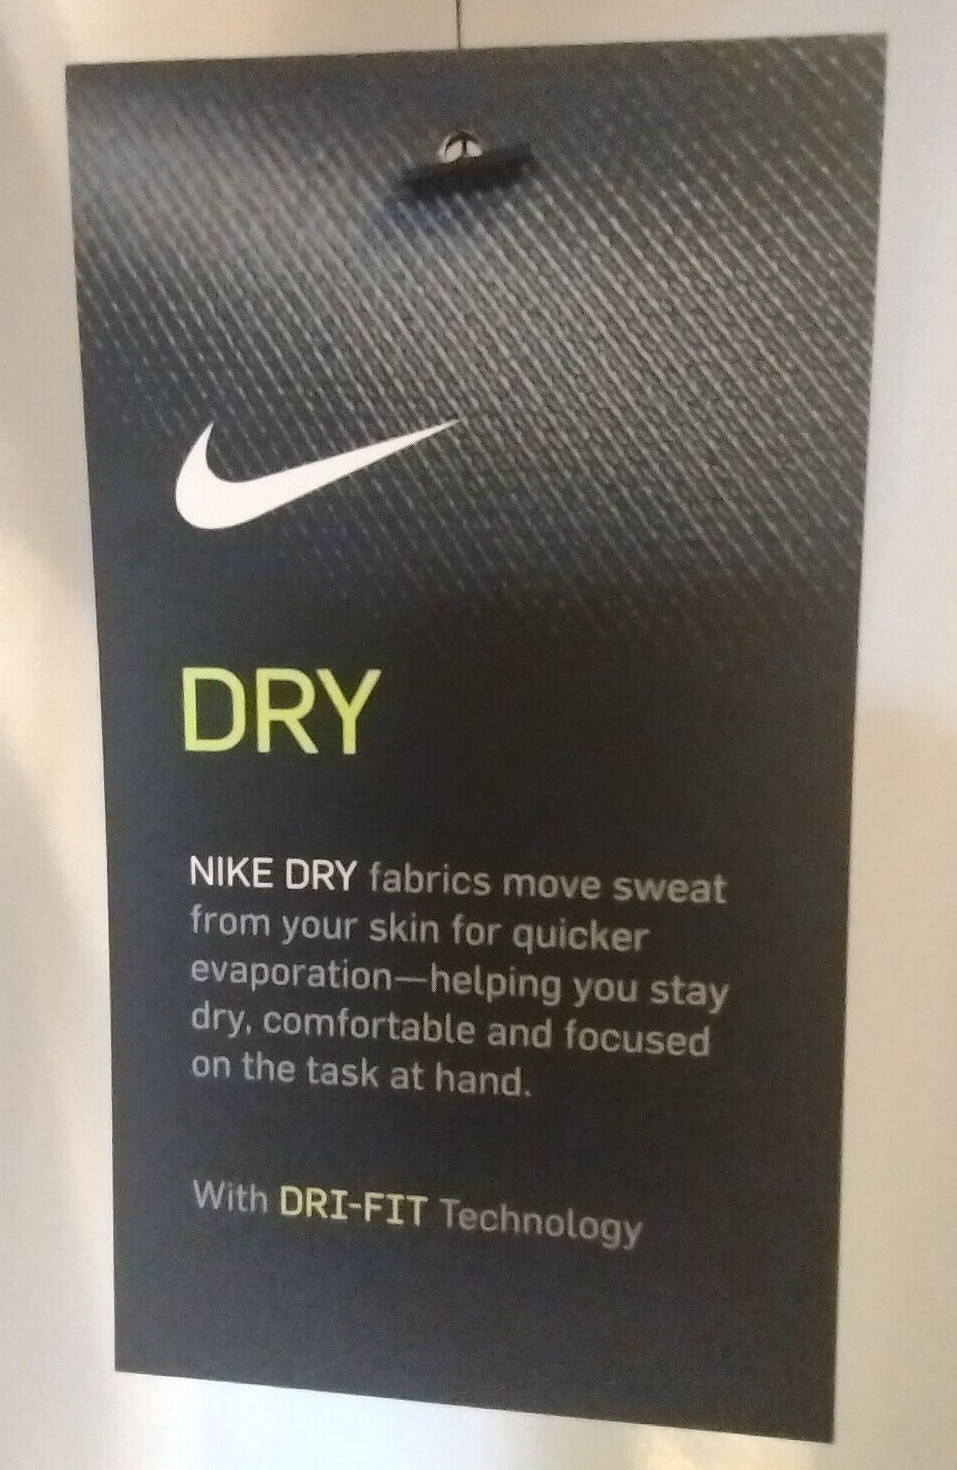 DRY
NIKE DRY fabrics move sweat
from your skin for quicker
evaporation—helping you stay
dry, comfortable and focused
on the task at hand.
With DRI-FIT Technology